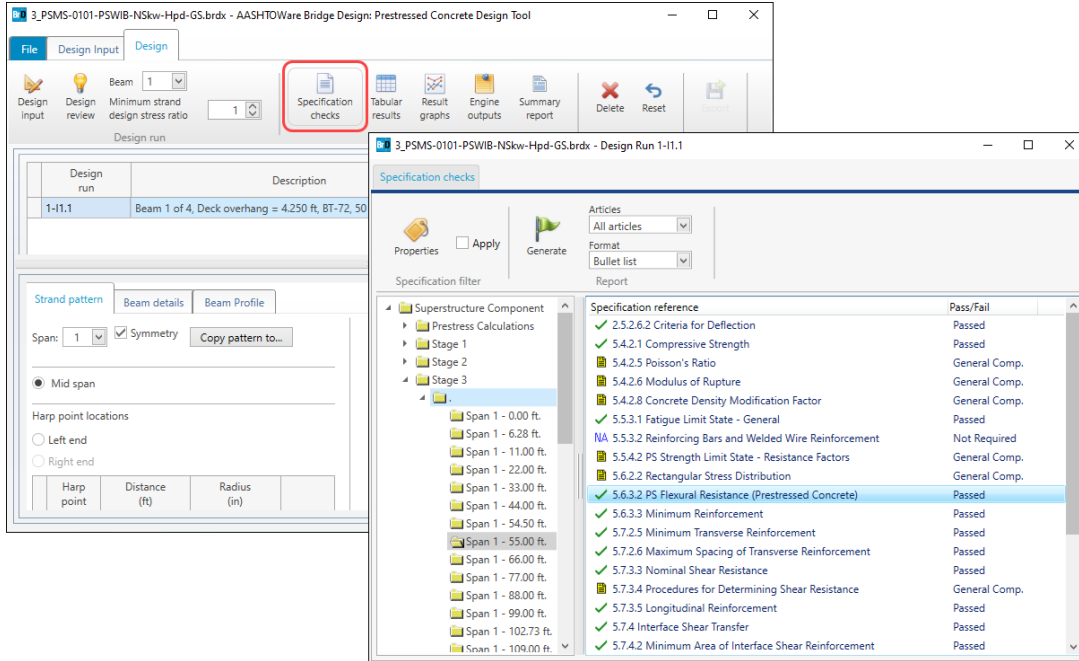 BrD 3_PSMS-0101-PSWIB-NSkw-Hpd-GS.brdx - AASHTOWare Bridge Design: Prestressed Concrete Design Tool
File Design Input Design
Design input
Design review
Beam 1
Minimum strand design stress ratio 1
Specification checks
Tabular results
Result graphs
Engine outputs
Summary report
Delete
Reset
Design run
Design run Description
1-I1.1 Beam 1 of 4, Deck overhang = 4.250 ft, BT-72, 50
Strand pattern Beam details Beam Profile
Span: 1 Symmetry Copy pattern to...
Mid span
Harp point locations
Left end
Right end
Harp point Distance (ft) Radius (in)
BrD 3_PSMS-0101-PSWIB-NSkw-Hpd-GS.brdx - Design Run 1-I1.1
Specification checks
Properties
Apply
Specification filter
Generate
Articles
All articles
Format
Bullet list
Report
Superstructure Component
Prestress Calculations
Stage 1
Stage 2
Stage 3
.
Span 1 - 0.00 ft.
Span 1 - 6.28 ft.
Span 1 - 11.00 ft.
Span 1 - 22.00 ft.
Span 1 - 33.00 ft.
Span 1 - 44.00 ft.
Span 1 - 54.50 ft.
Span 1 - 55.00 ft.
Span 1 - 66.00 ft.
Span 1 - 77.00 ft.
Span 1 - 88.00 ft.
Span 1 - 99.00 ft.
Span 1 - 102.73 ft.
Span 1 - 109.00 ft.
Specification reference Pass/Fail
2.5.2.6.2 Criteria for Deflection Passed
5.4.2.1 Compressive Strength Passed
5.4.2.5 Poisson's Ratio General Comp.
5.4.2.6 Modulus of Rupture General Comp.
5.4.2.8 Concrete Density Modification Factor General Comp.
5.5.3.1 Fatigue Limit State - General Passed
NA 5.5.3.2 Reinforcing Bars and Welded Wire Reinforcement Not Required
5.5.4.2 PS Strength Limit State - Resistance Factors General Comp.
5.6.2.2 Rectangular Stress Distribution General Comp.
5.6.3.2 PS Flexural Resistance (Prestressed Concrete) Passed
5.6.3.3 Minimum Reinforcement Passed
5.7.2.5 Minimum Transverse Reinforcement Passed
5.7.2.6 Maximum Spacing of Transverse Reinforcement Passed
5.7.3.3 Nominal Shear Resistance Passed
5.7.3.4 Procedures for Determining Shear Resistance General Comp.
5.7.3.5 Longitudinal Reinforcement Passed
5.7.4 Interface Shear Transfer Passed
5.7.4.2 Minimum Area of Interface Shear Reinforcement Passed